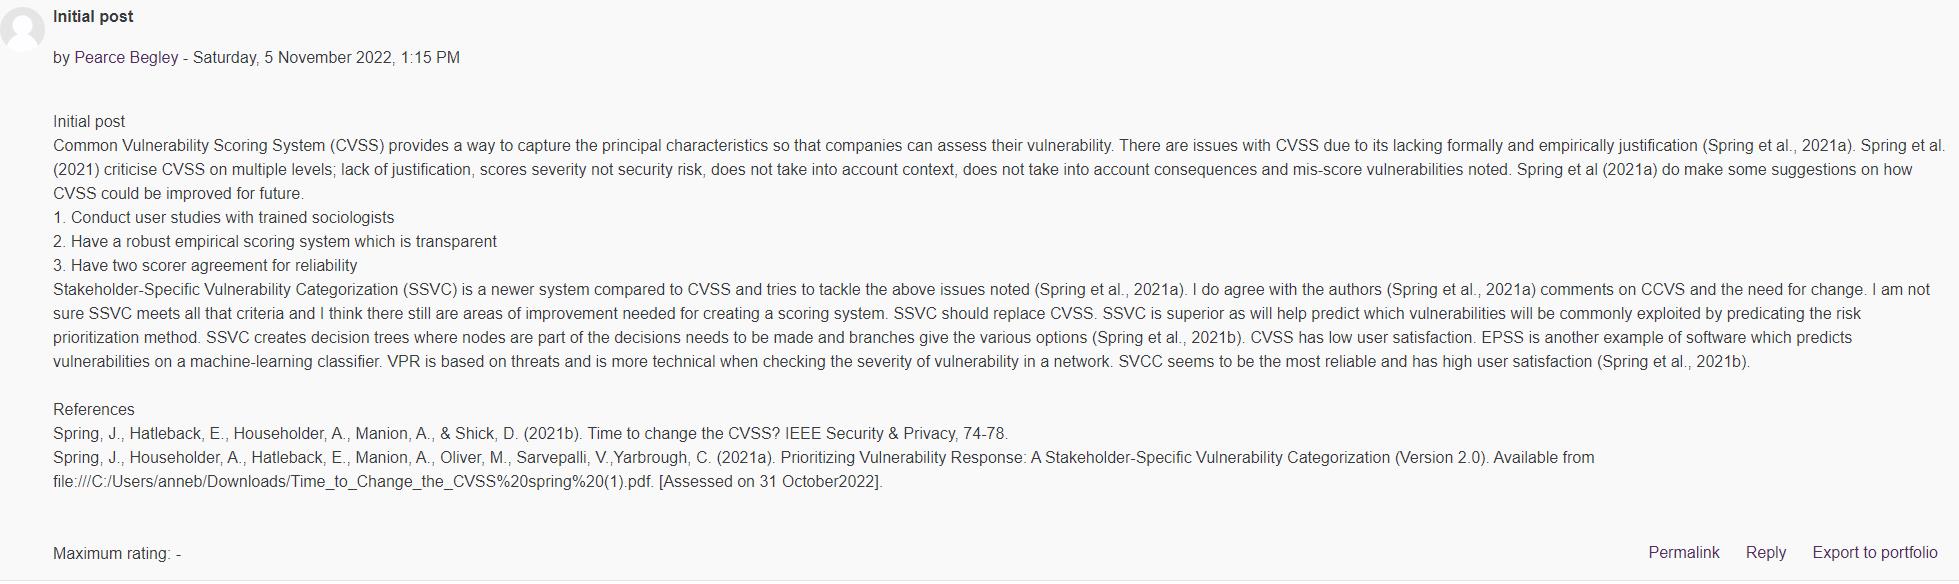 Initial post
by Pearce Begley - Saturday, 5 November 2022, 1:15 PM
Initial post
Common Vulnerability Scoring System (CVSS) provides a way to capture the principal characteristics so that companies can assess their vulnerability. There are issues with CVSS due to its lacking formally and empirically justification (Spring et al., 2021a). Spring et al.
(2021) criticise CVSS on multiple levels; lack of justification, scores severity not security risk, does not take into account context, does not take into account consequences and mis-score vulnerabilities noted. Spring et al (2021a) do make some suggestions on how
CVSS could be improved for future.
1. Conduct user studies with trained sociologists
2. Have a robust empirical scoring system which is transparent
3. Have two scorer agreement for reliability
Stakeholder-Specific Vulnerability Categorization (SSVC) is a newer system compared to CVSS and tries to tackle the above issues noted (Spring et al., 2021a). I do agree with the authors (Spring et al., 2021a) comments on CCVS and the need for change. I am not
sure SSVC meets all that criteria and I think there still are areas of improvement needed for creating a scoring system. SSVC should replace CVSS. SSVC is superior as will help predict which vulnerabilities will be commonly exploited by predicating the risk
prioritization method. SSVC creates decision trees where nodes are part of the decisions needs to be made and branches give the various options (Spring et al., 2021b). CVSS has low user satisfaction. EPSS is another example of software which predicts
vulnerabilities on a machine-learning classifier. VPR is based on threats and is more technical when checking the severity of vulnerability in a network. SVCC seems to be the most reliable and has high user satisfaction (Spring et al., 2021b).
References
Spring, J., Hatleback, E., Householder, A., Manion, A., & Shick, D. (2021b). Time to change the CVSS? IEEE Security & Privacy, 74-78.
Spring, J., Householder, A., Hatleback, E., Manion, A., Oliver, M., Sarvepalli, V.,Yarbrough, C. (2021a). Prioritizing Vulnerability Response: A Stakeholder-Specific Vulnerability Categorization (Version 2.0). Available from
file:///C:/Users/anneb/Downloads/Time_to_Change_the_CVSS%20spring%20(1).pdf. [Assessed on 31 October2022].
Maximum rating: -
Permalink Reply Export to portfolio